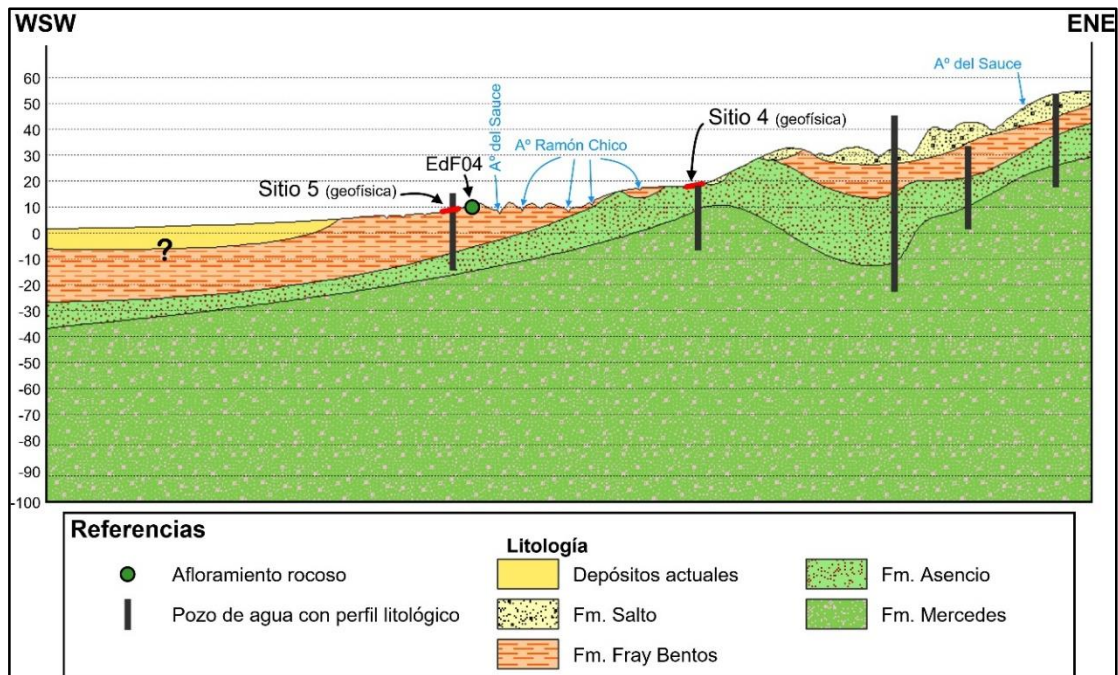 WSW
ENE
60
50
40
30
20
10
0
-10
-20
-30
-40
-50
-60
-70
-80
-90
-100
Aº del Sauce
Sitio 4 (geofísica)
Aº del Sauce
Aº Ramón Chico
EdF04
Sitio 5 (geofísica)
?
Referencias
Afloramiento rocoso
Pozo de agua con perfil litológico
Litología
Depósitos actuales
Fm. Salto
Fm. Fray Bentos
Fm. Asencio
Fm. Mercedes